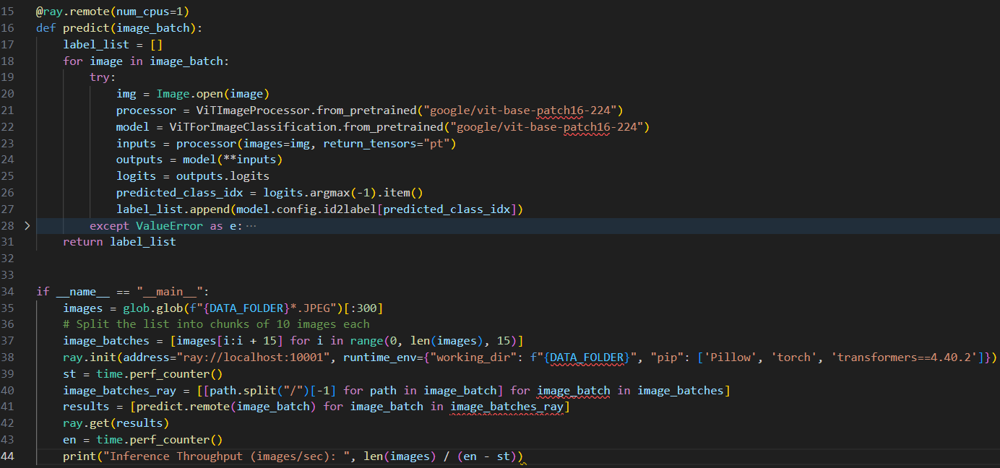 15 @ray.remote(num_cpus=1)
16 def predict(image_batch):
17     label_list = []
18     for image in image_batch:
19         try:
20             img = Image.open(image)
21             processor = ViTImageProcessor.from_pretrained("google/vit-base-patch16-224")
22             model = ViTForImageClassification.from_pretrained("google/vit-base-patch16-224")
23             inputs = processor(images=img, return_tensors="pt")
24             outputs = model(**inputs)
25             logits = outputs.logits
26             predicted_class_idx = logits.argmax(-1).item()
27             label_list.append(model.config.id2label[predicted_class_idx])
28 >       except ValueError as e: ···
31     return label_list
32
33
34 if __name__ == "__main__":
35     images = glob.glob(f"{DATA_FOLDER}*.JPEG")[:300]
36     # Split the list into chunks of 10 images each
37     image_batches = [images[i:i + 15] for i in range(0, len(images), 15)]
38     ray.init(address="ray://localhost:10001", runtime_env={"working_dir": f"{DATA_FOLDER}", "pip": ['Pillow', 'torch', 'transformers==4.40.2']})
39     st = time.perf_counter()
40     image_batches_ray = [[path.split("/")[-1] for path in image_batch] for image_batch in image_batches]
41     results = [predict.remote(image_batch) for image_batch in image_batches_ray]
42     ray.get(results)
43     en = time.perf_counter()
44     print("Inference Throughput (images/sec): ", len(images) / (en - st))